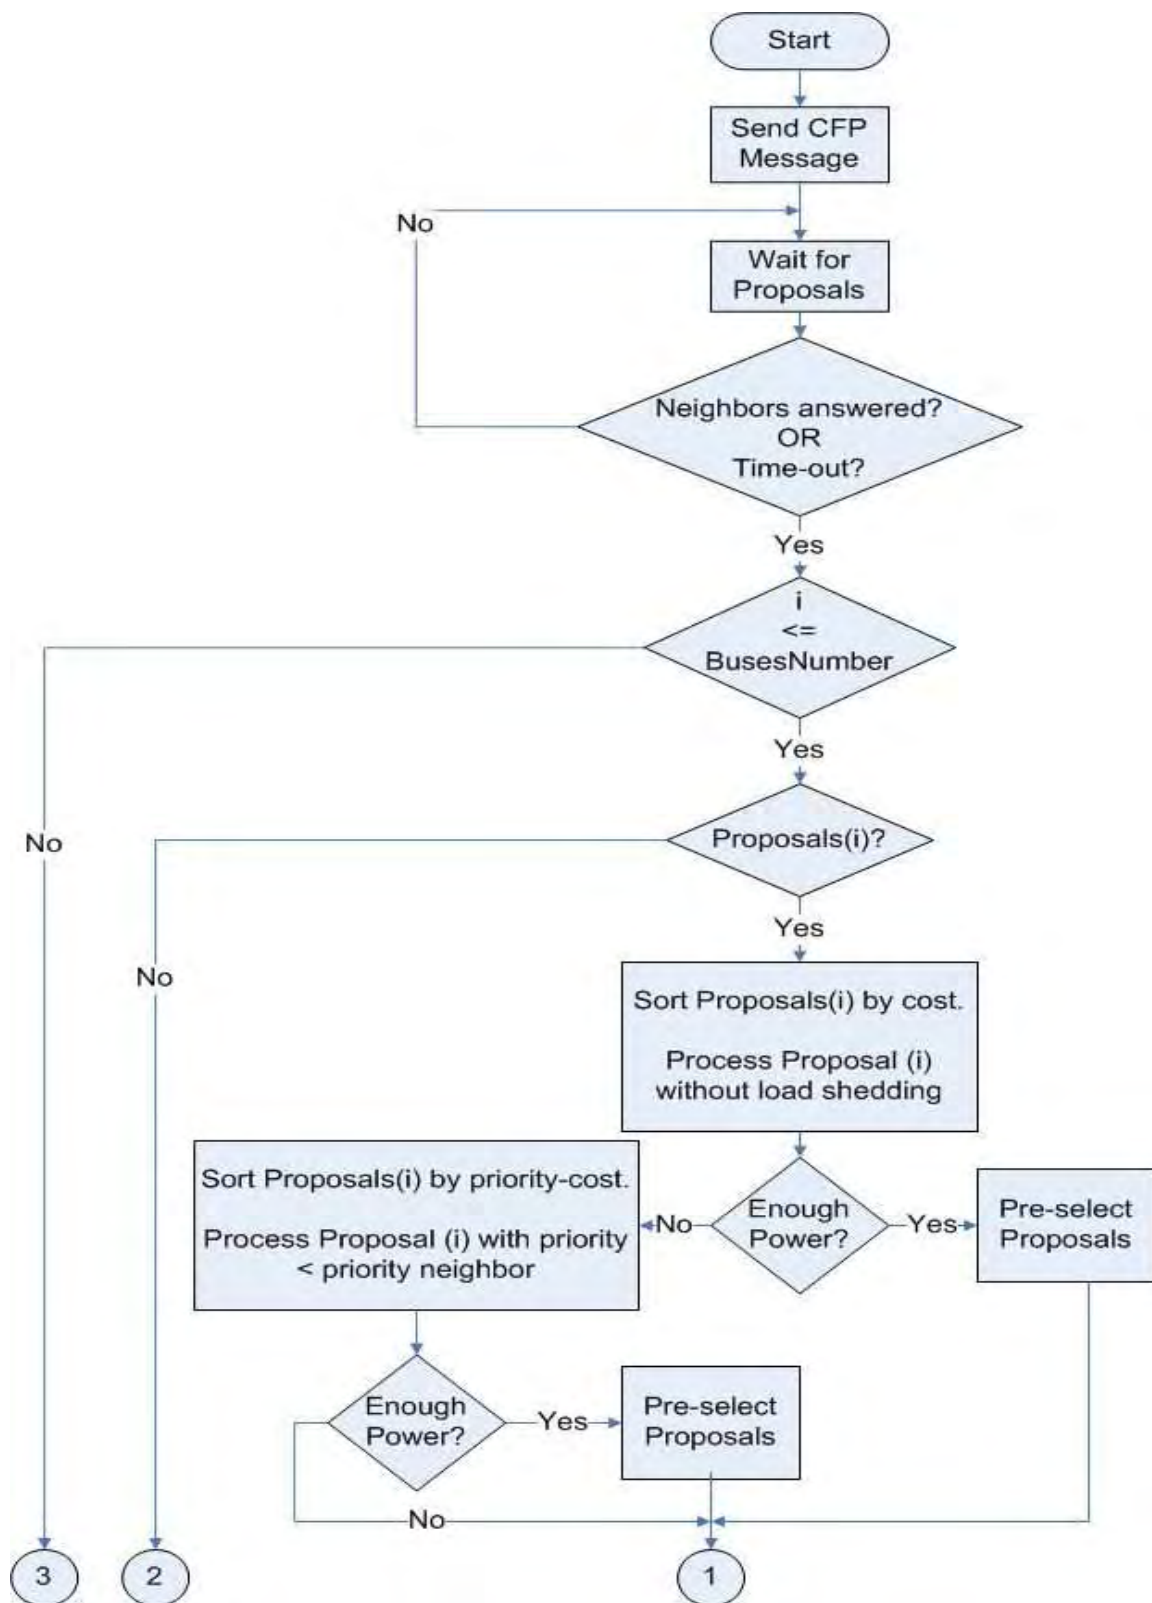 Start
Send CFP
Message
No
Wait for
Proposals
Neighbors answered?
OR
Time-out?
Yes
i
<=
BusesNumber
Yes
No
Proposals(i)?
Yes
No
Sort Proposals(i) by cost.
Process Proposal (i)
without load shedding
Sort Proposals(i) by priority-cost.
Process Proposal (i) with priority
< priority neighbor
No
Enough
Power?
Yes
Pre-select
Proposals
Enough
Power?
Yes
Pre-select
Proposals
No
3
2
1